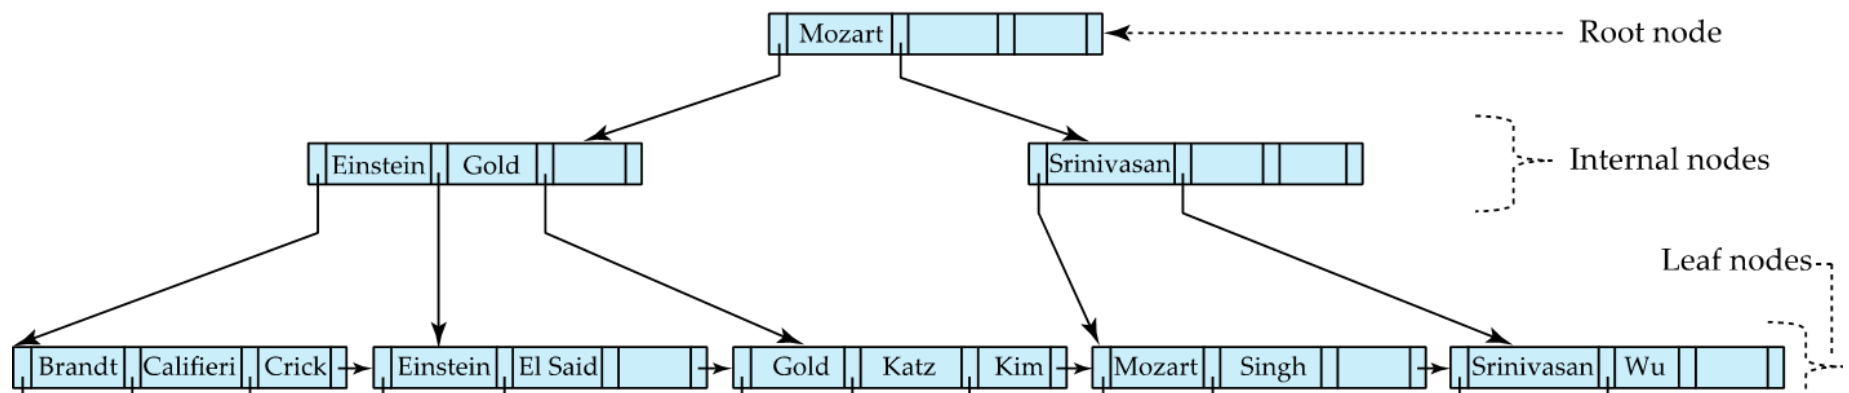 Mozart
Root node
Einstein Gold
Srinivasan
Internal nodes
Leaf nodes
Brandt Califieri Crick Einstein El Said Gold Katz Kim Mozart Singh Srinivasan Wu